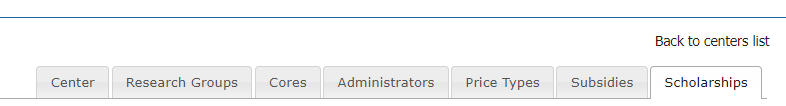 Back to centers list
Center Research Groups Cores Administrators Price Types Subsidies Scholarships